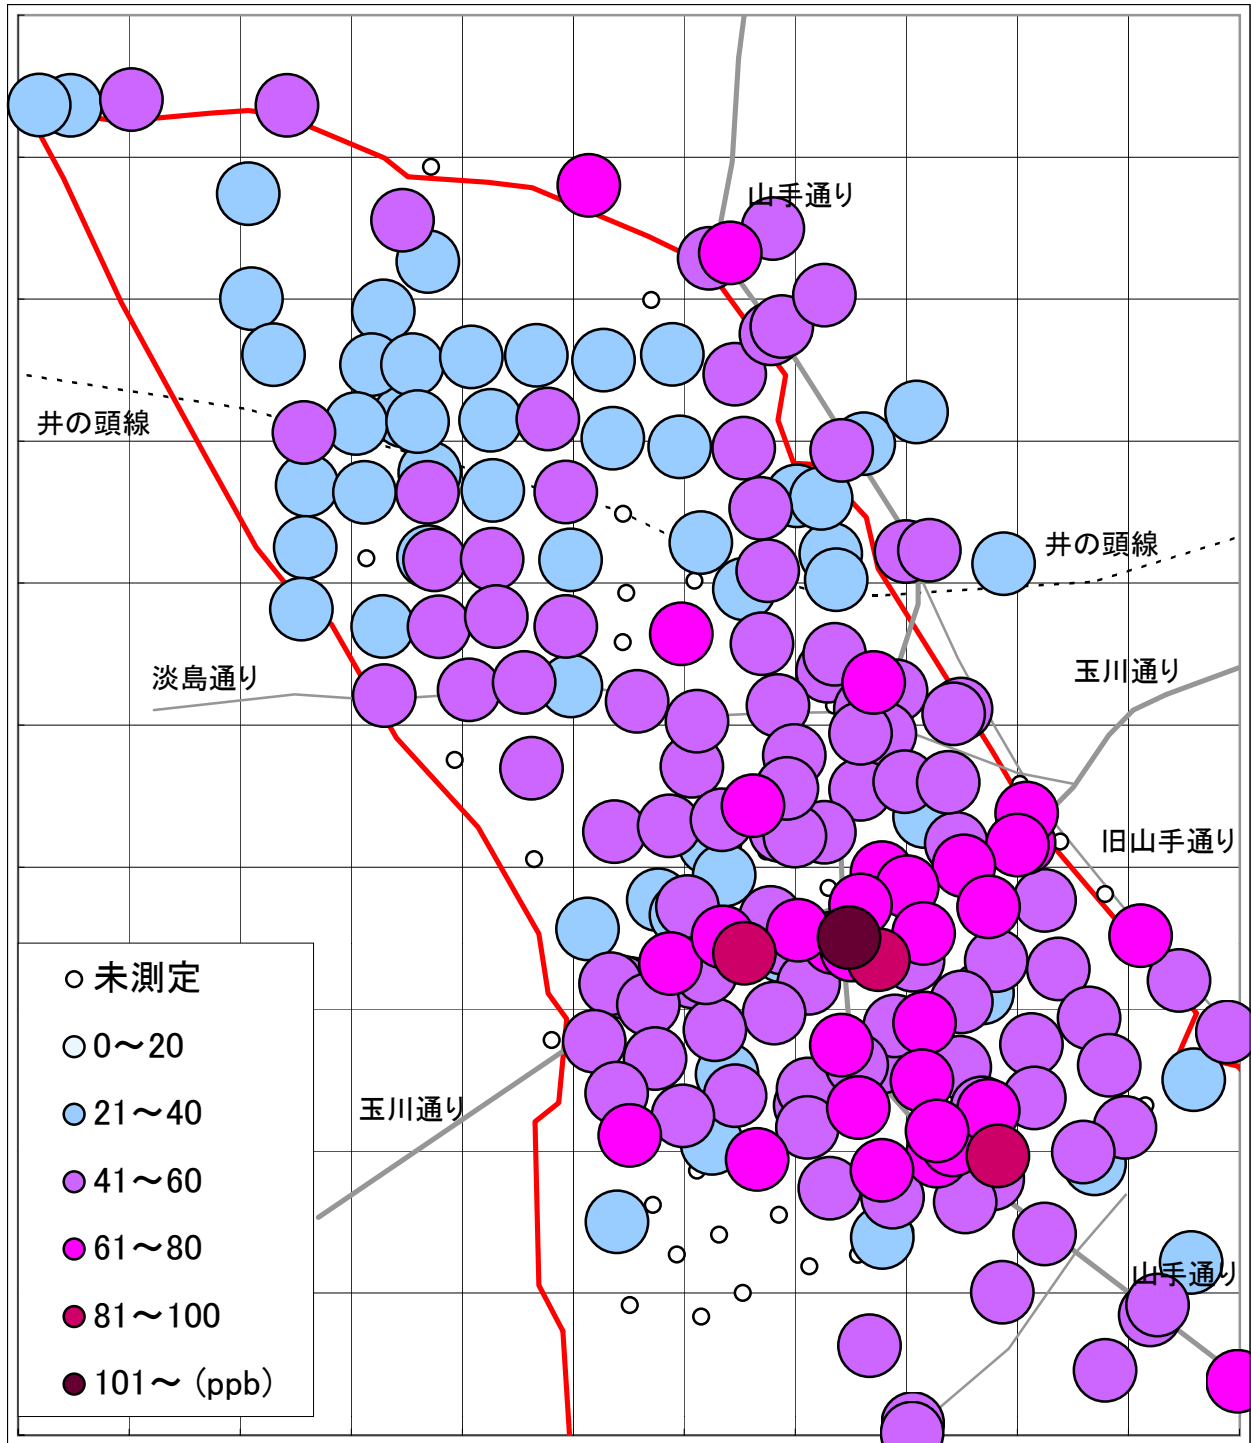 山手通り
井の頭線
井の頭線
淡島通り
玉川通り
旧山手通り
未測定
0～20
21～40
玉川通り
41～60
61～80
山手通り
81～100
101～ (ppb)